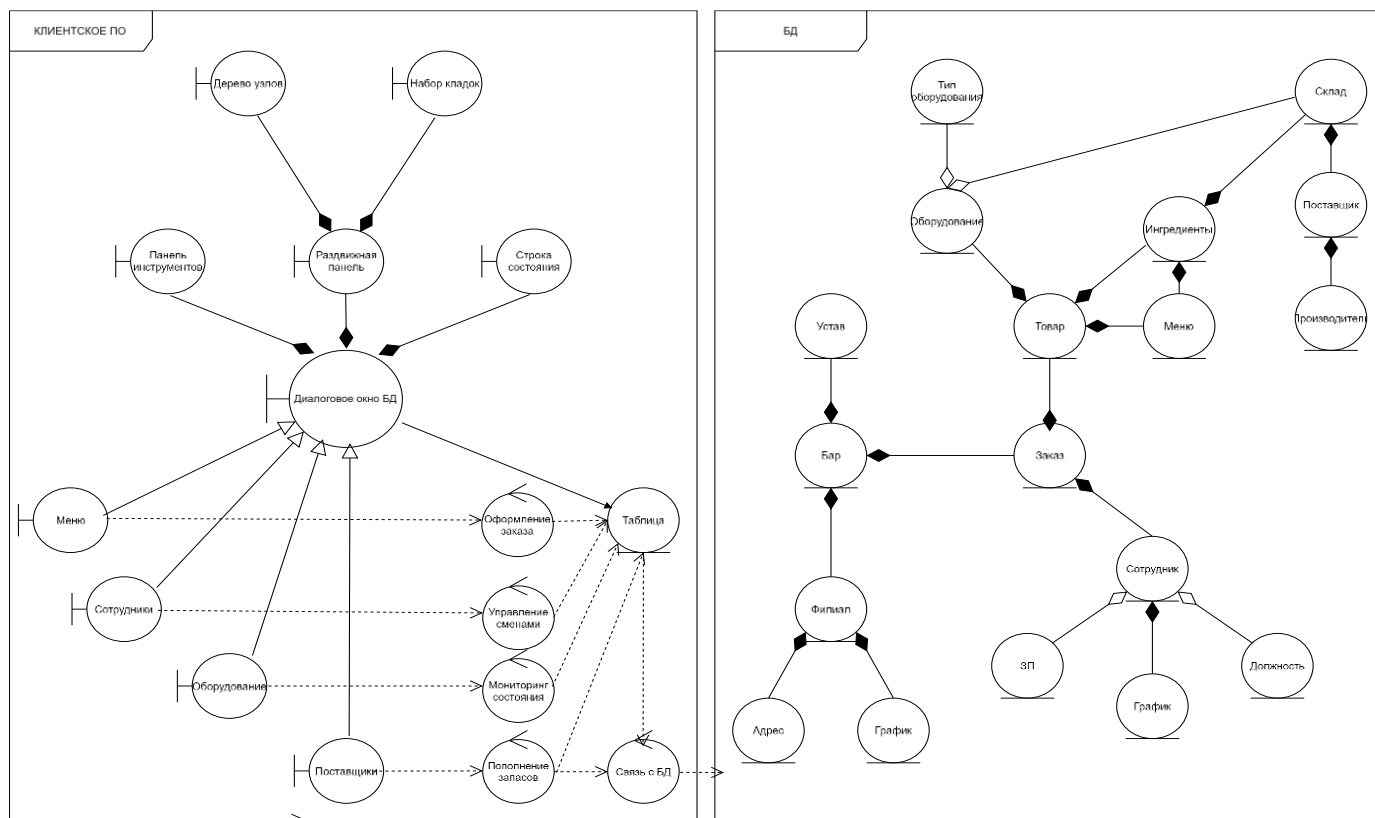 КЛИЕНТСКОЕ ПО
Дерево узлов
Набор кладок
Панель
инструментов
Раздвижная
панель
Строка
состояния
Диалоговое окно БД
Меню
Оформление
заказа
Таблица
Сотрудники
Управление
сменами
Оборудование
Мониторинг
состояния
Поставщики
Пополнение
запасов
Связь с БД
БД
Тип
оборудования
Склад
Оборудование
Ингредиенты
Поставщик
Устав
Товар
Меню
Производитель
Бар
Заказ
Сотрудник
Филиал
ЗП
Должность
График
Адрес
График